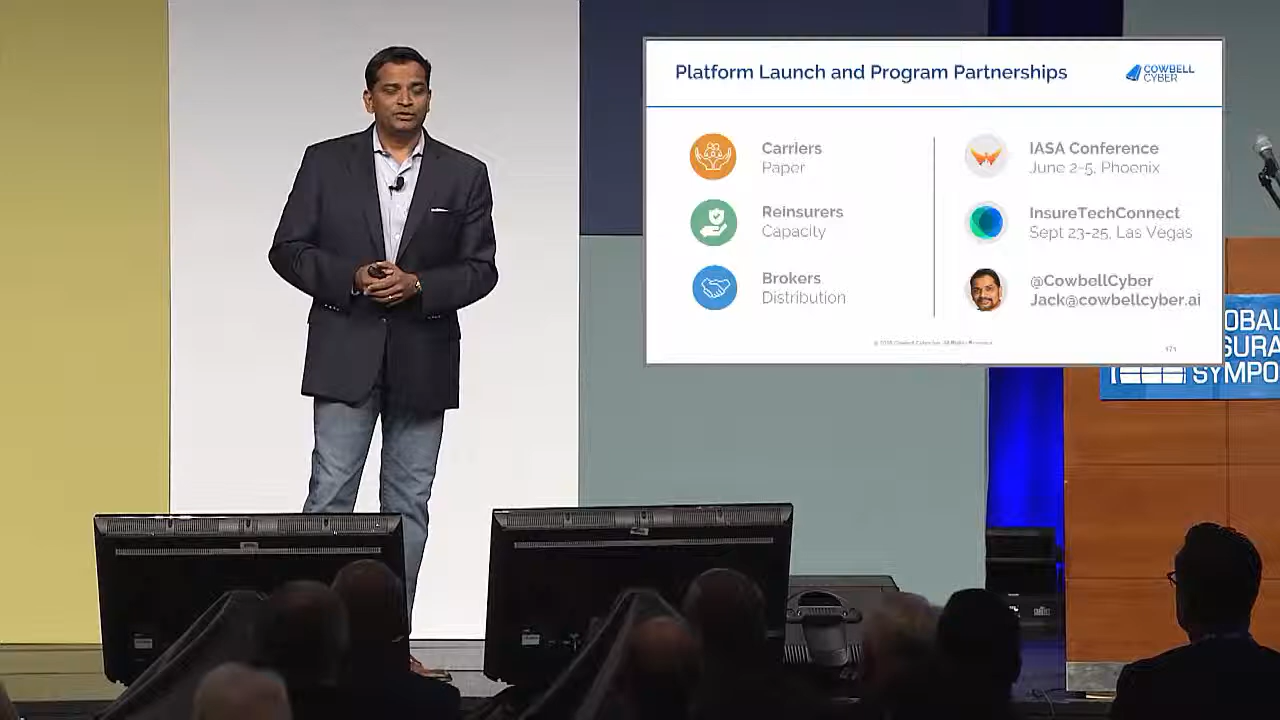 Platform Launch and Program Partnerships
COWBELL
CYBER
Carriers
Paper
Reinsurers
Capacity
Brokers
Distribution
IASA Conference
June 2-5, Phoenix
InsureTechConnect
Sept 23-25, Las Vegas
@CowbellCyber
Jack@cowbellcyber.ai
171
OBAL
SURA
SYMPO